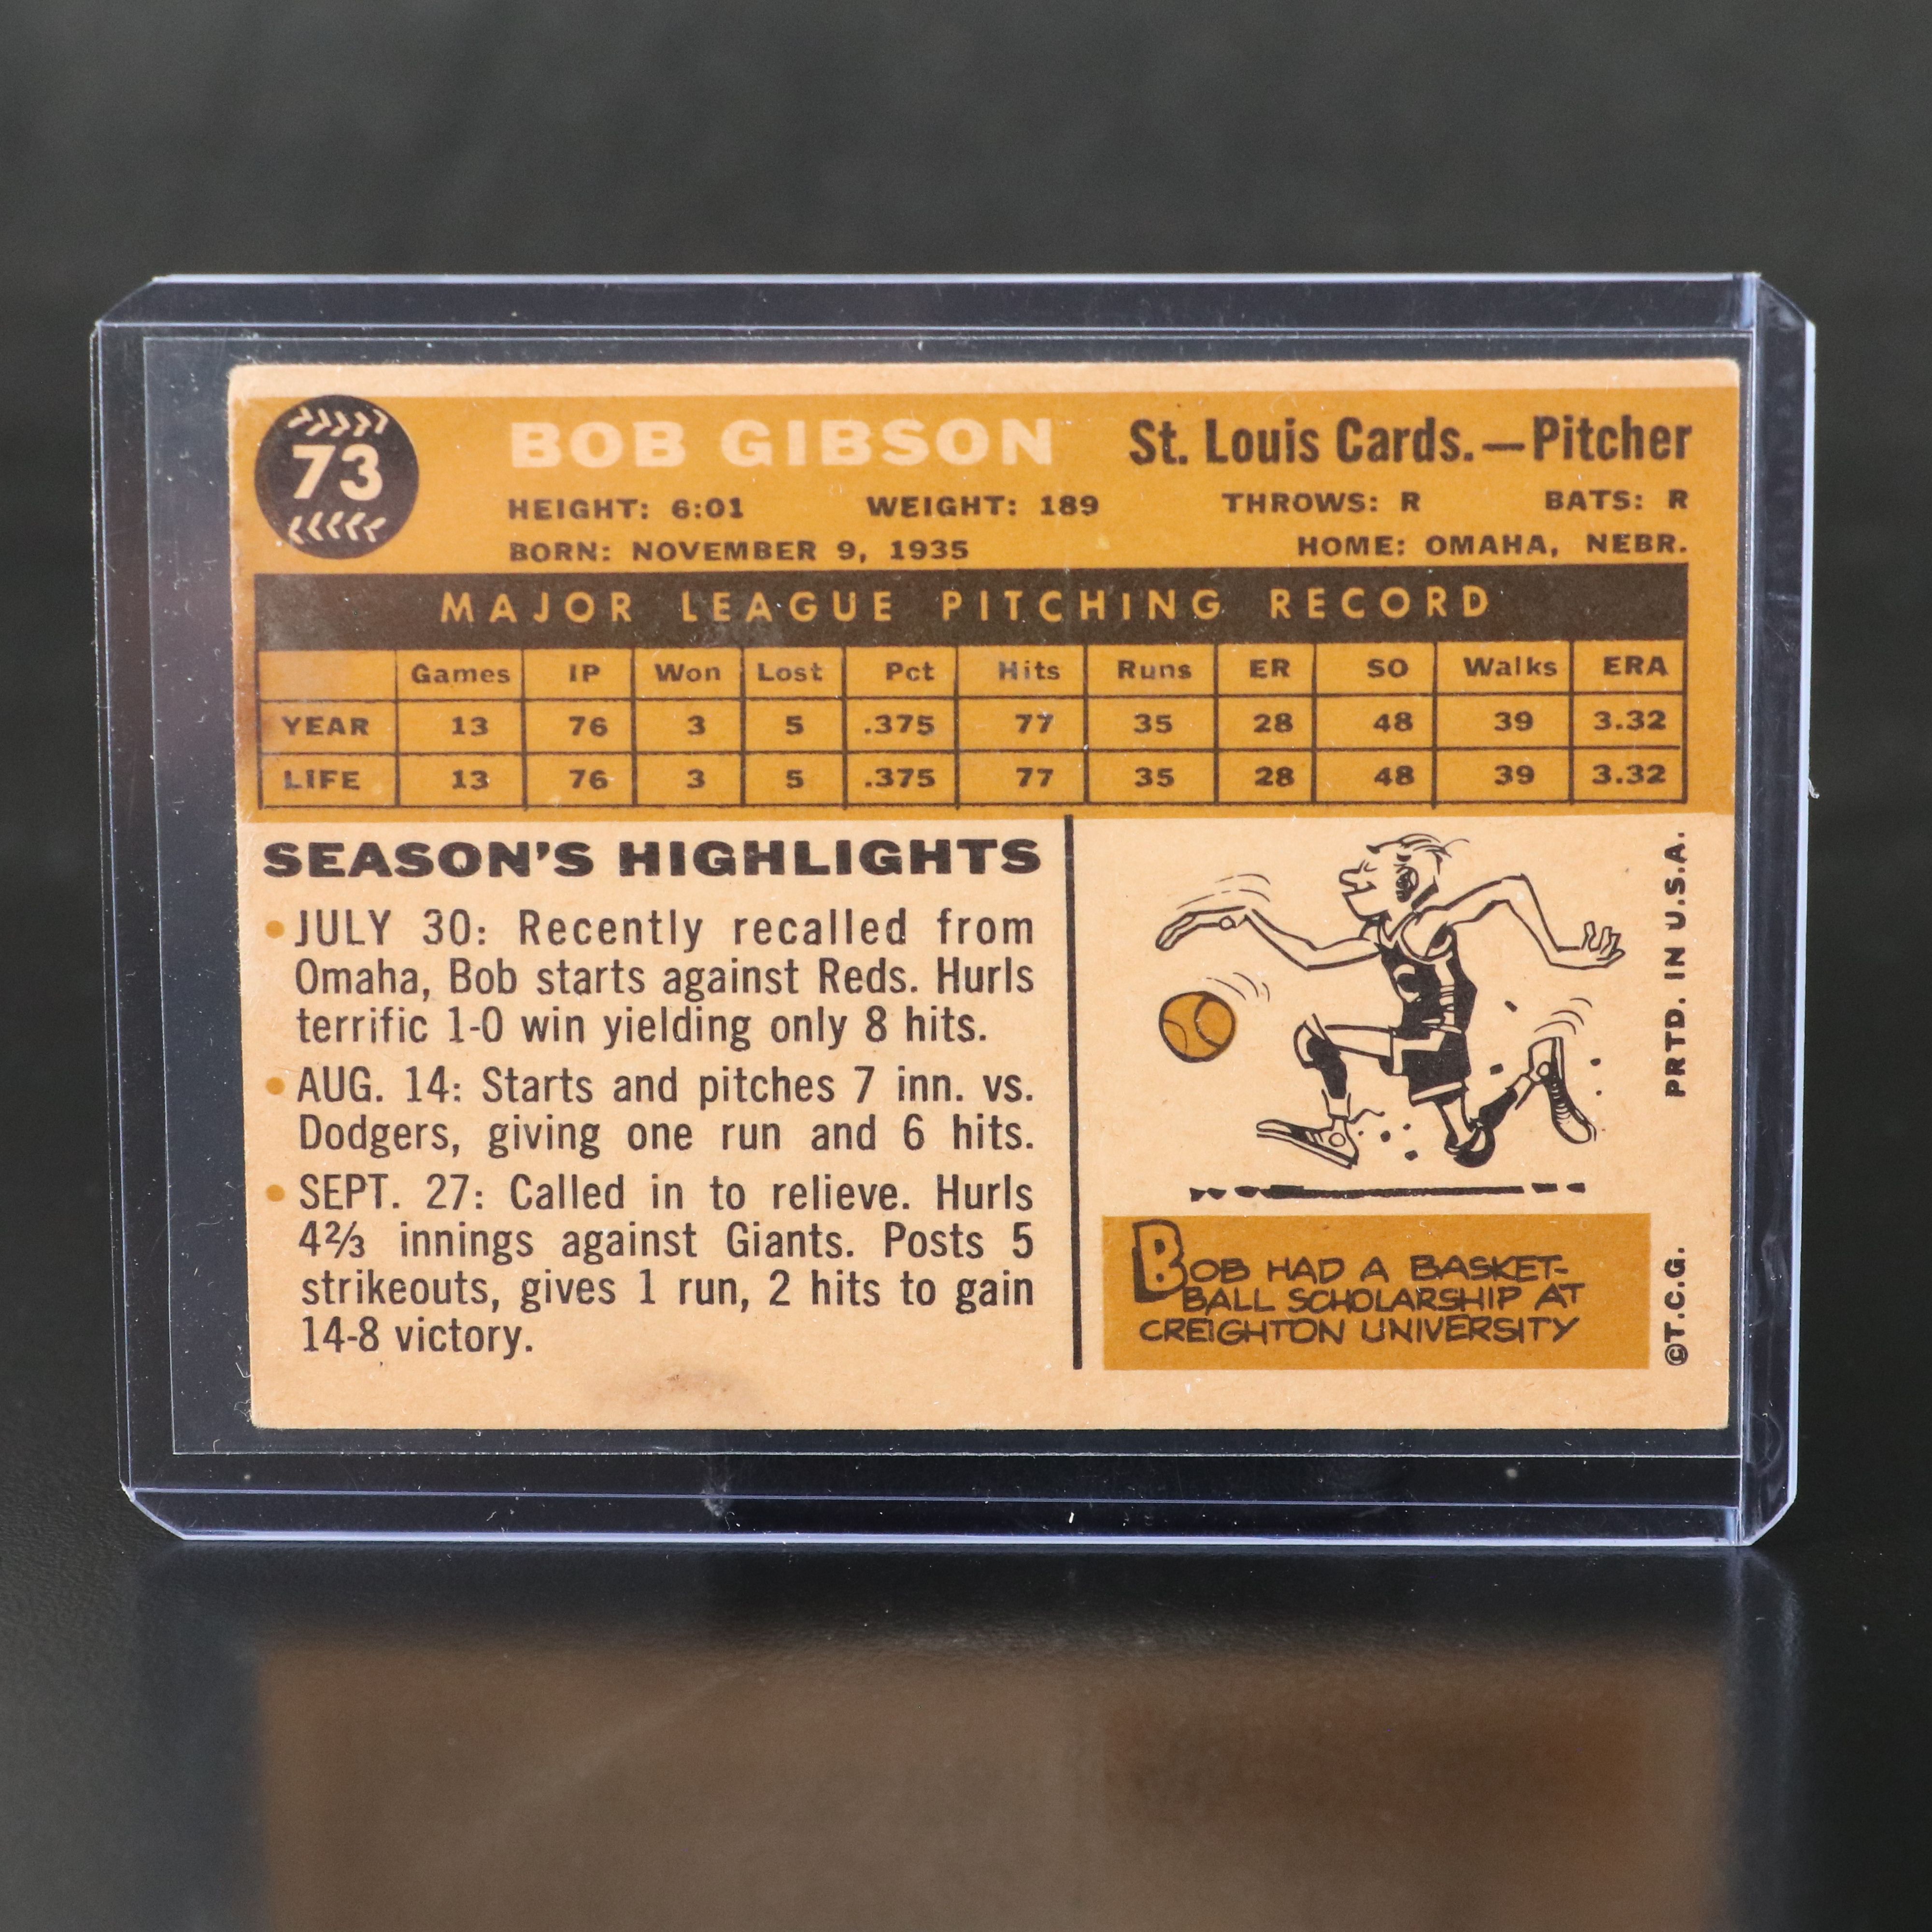 73
BOB GIBSON St. Louis Cards.—Pitcher
HEIGHT: 6:01 WEIGHT: 189 THROWS: R BATS: R
BORN: NOVEMBER 9, 1935 HOME: OMAHA, NEBR.
MAJOR LEAGUE PITCHING RECORD
Games IP Won Lost Pct Hits Runs ER SO Walks ERA
YEAR 13 76 3 5 .375 77 35 28 48 39 3.32
LIFE 13 76 3 5 .375 77 35 28 48 39 3.32
SEASON'S HIGHLIGHTS
• JULY 30: Recently recalled from
Omaha, Bob starts against Reds. Hurls
terrific 1-0 win yielding only 8 hits.
• AUG. 14: Starts and pitches 7 inn. vs.
Dodgers, giving one run and 6 hits.
• SEPT. 27: Called in to relieve. Hurls
4⅔ innings against Giants. Posts 5
strikeouts, gives 1 run, 2 hits to gain
14-8 victory.
C
BOB HAD A BASKET-
BALL SCHOLARSHIP AT
CREIGHTON UNIVERSITY
©T.C.G. PRTD. IN U.S.A.